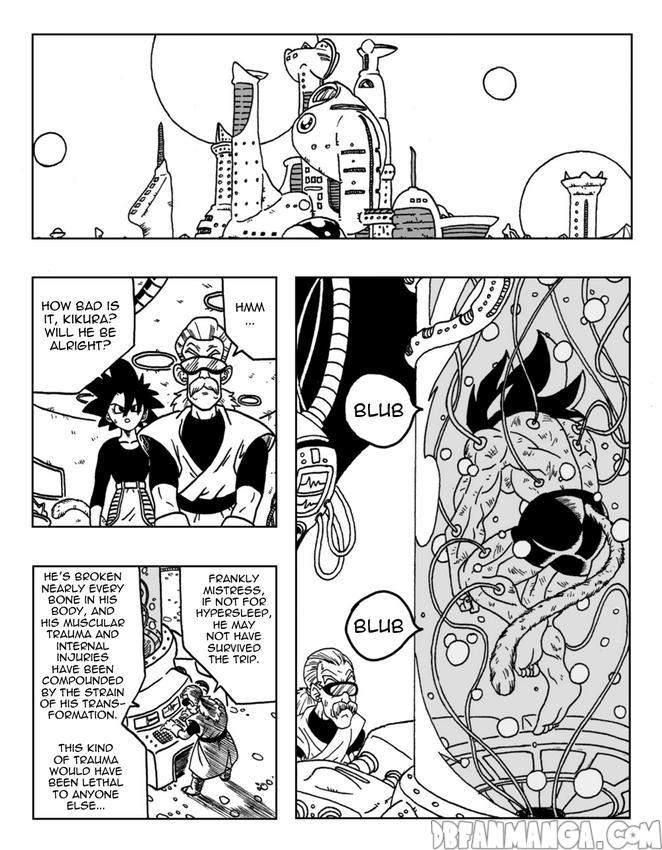 HOW BAD IS
IT, KIKURA?
WILL HE BE
ALRIGHT?
HMM
...
BLUB
BLUB
HE'S BROKEN
NEARLY EVERY
BONE IN HIS
BODY, AND
HIS MUSCULAR
TRAUMA AND
INTERNAL
INJURIES
HAVE BEEN
COMPOUNDED
BY THE STRAIN
OF HIS TRANS-
FORMATION.
THIS KIND
OF TRAUMA
WOULD HAVE
BEEN LETHAL
TO ANYONE
ELSE...
FRANKLY
MISTRESS,
IF NOT FOR
HYPERSLEEP,
HE MAY
NOT HAVE
SURVIVED
THE TRIP.
DBFANMANGA.COM